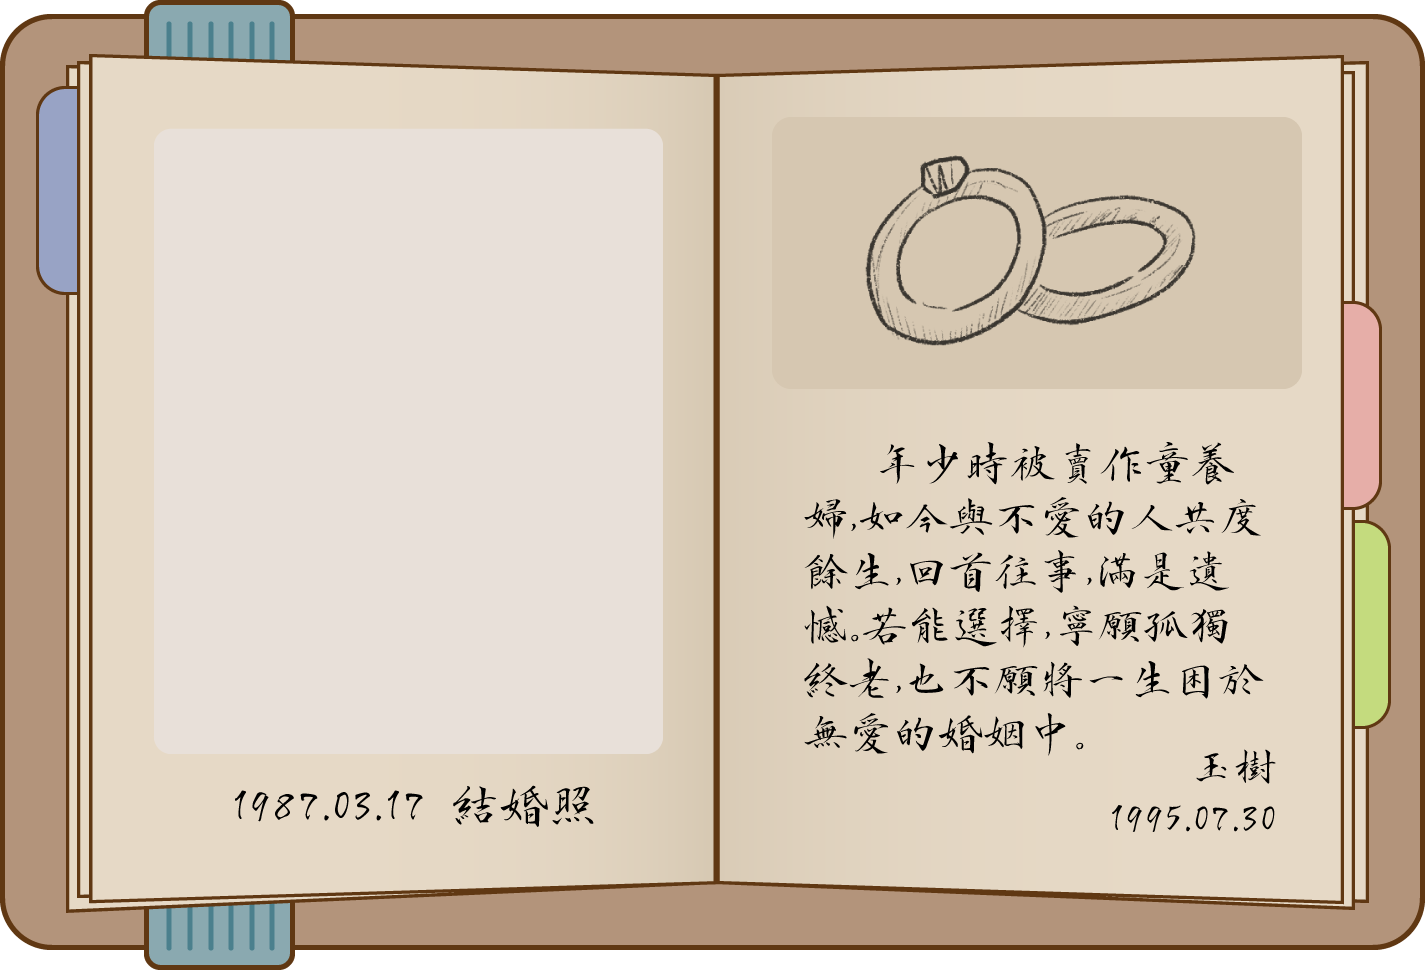 1987.03.17 結婚照
年少時被賣作童養
婦,如今與不愛的人共度
餘生,回首往事,滿是遺
憾。若能選擇,寧願孤獨
終老,也不願將一生困於
無愛的婚姻中。
玉樹
1995.07.30